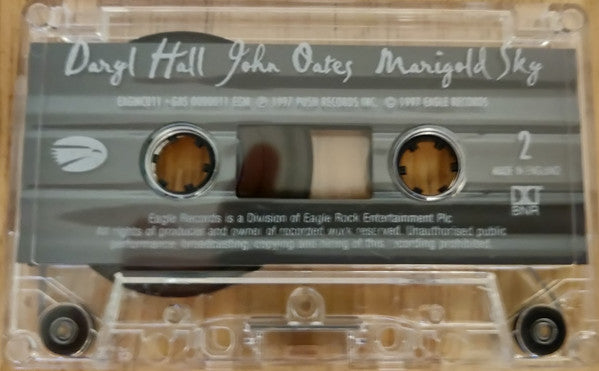 Daryl Hall John Oates Marigold Sky
EAGMC011 - GAS 0000011 EGM ℗ 1997 PUSH RECORDS INC. © 1997 EAGLE RECORDS
2
MADE IN ENGLAND
BNR
Eagle Records is a Division of Eagle Rock Entertainment Plc
All rights of producer and owner of recorded work reserved. Unauthorised public
performance, broadcasting, copying and hiring of this recording prohibited.